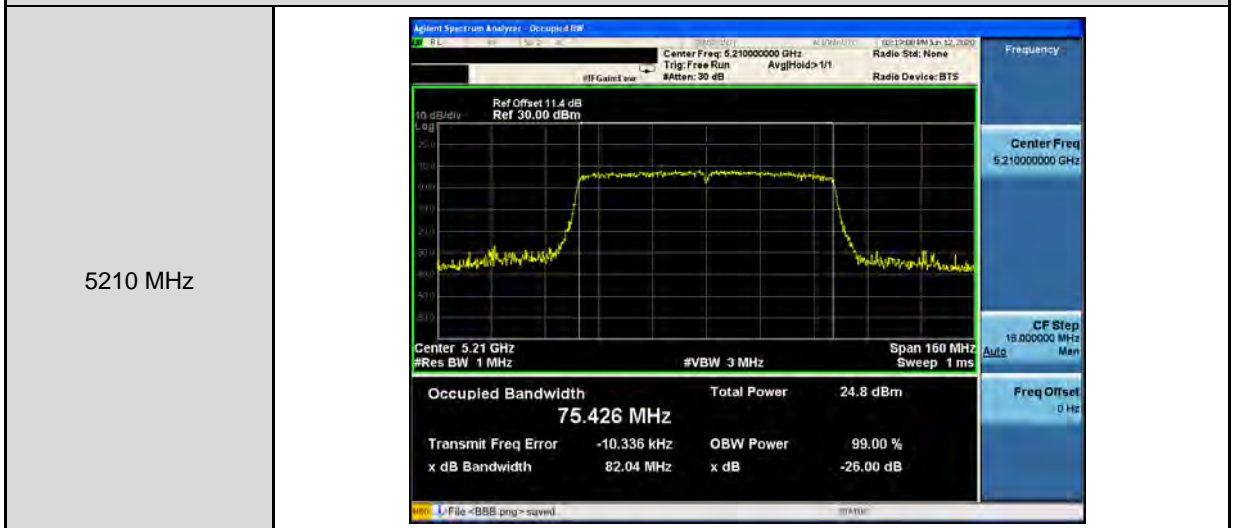 5210 MHz
Agilent Spectrum Analyzer - Occupied BW
Center Freq: 5.210000000 GHz
Radio Std: None
Trig: Free Run
Avg|Hold:>1/1
#IFGain:Low
#Atten: 30 dB
Radio Device: BTS
Frequency
Ref Offset 11.4 dB
10 dB/div
Ref 30.00 dBm
Log
Center Freq
5.210000000 GHz
Center 5.21 GHz
Span 160 MHz
#Res BW 1 MHz
#VBW 3 MHz
Sweep 1 ms
CF Step
16.000000 MHz
Auto
Man
Occupied Bandwidth
Total Power
24.8 dBm
75.426 MHz
Freq Offset
0 Hz
Transmit Freq Error
-10.336 kHz
OBW Power
99.00 %
x dB Bandwidth
82.04 MHz
x dB
-26.00 dB
File <BBB.png> saved
STATUS